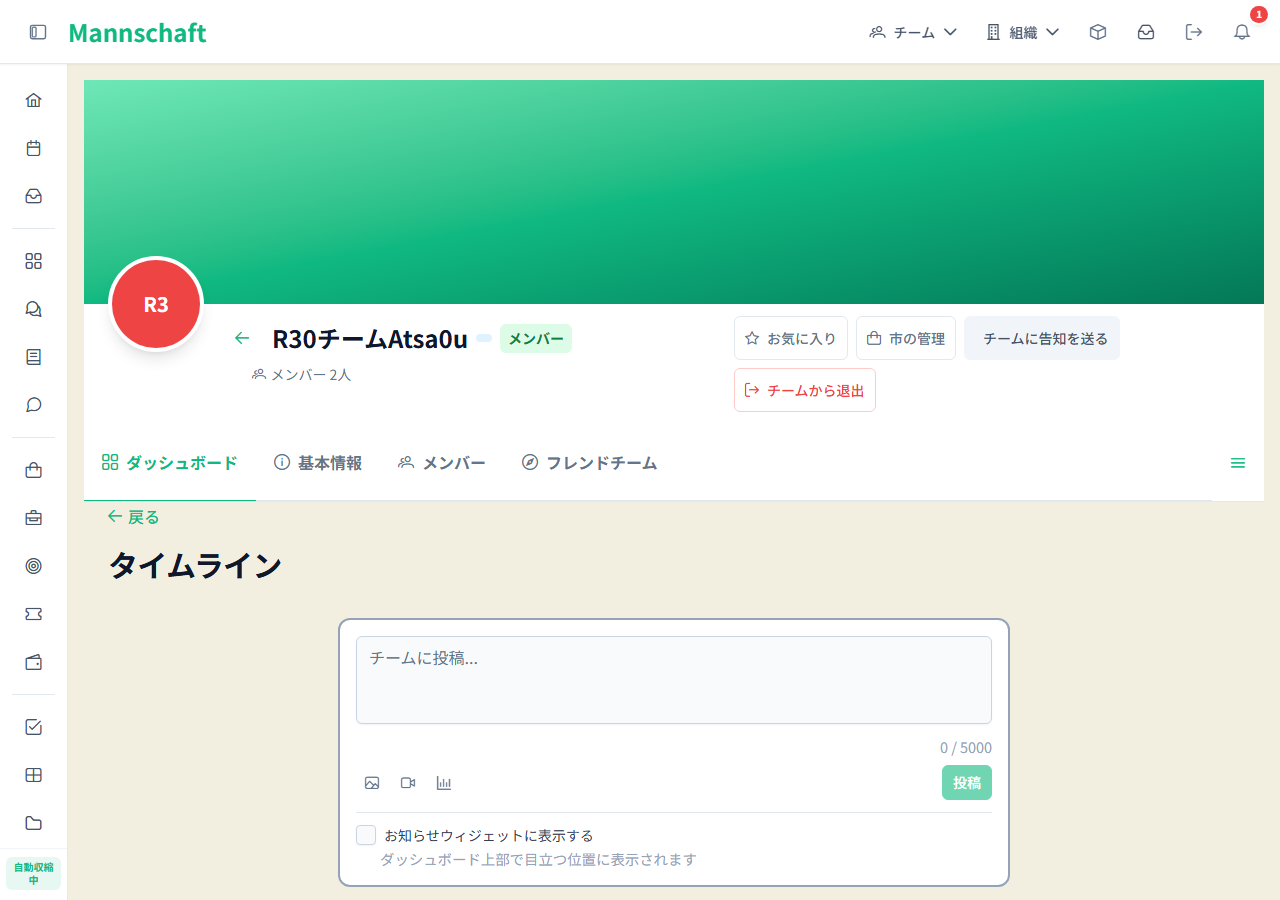 Mannschaft
チーム
組織
1
R3
R30チームAtsa0u
メンバー
お気に入り
市の管理
チームに告知を送る
メンバー 2人
チームから退出
ダッシュボード
基本情報
メンバー
フレンドチーム
戻る
タイムライン
チームに投稿...
0 / 5000
投稿
お知らせウィジェットに表示する
ダッシュボード上部で目立つ位置に表示されます
自動収縮
中